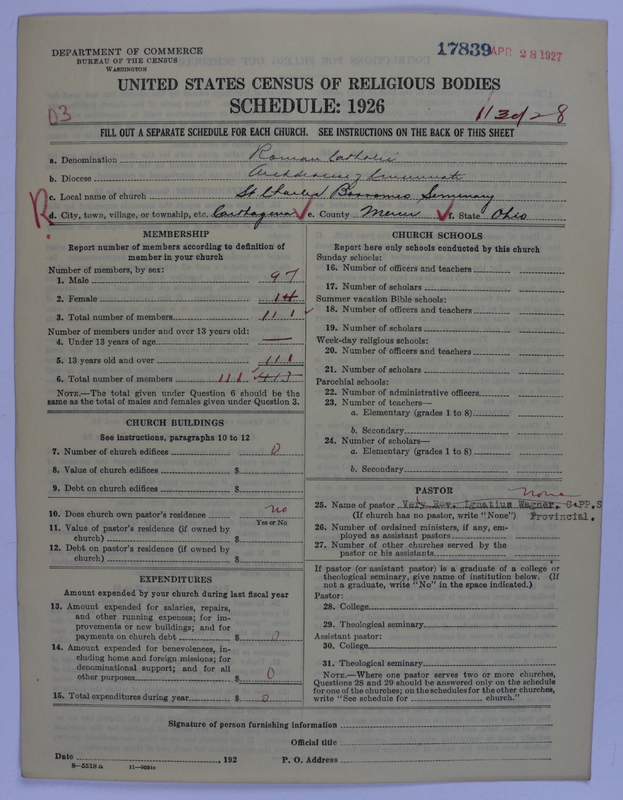 DEPARTMENT OF COMMERCE
BUREAU OF THE CENSUS
WASHINGTON
17839 APR 28 1927
UNITED STATES CENSUS OF RELIGIOUS BODIES
SCHEDULE: 1926
113d/28
03
FILL OUT A SEPARATE SCHEDULE FOR EACH CHURCH. SEE INSTRUCTIONS ON THE BACK OF THIS SHEET
a. Denomination Roman Catholic
b. Diocese Archdiocese of Cincinnati
c. Local name of church St Charles Borromeo Seminary
R d. City, town, village, or township, etc. Carthagena e. County Mercer f. State Ohio
MEMBERSHIP
Report number of members according to definition of
member in your church
Number of members, by sex:
1. Male 97
2. Female 14
3. Total number of members 111
Number of members under and over 13 years old:
4. Under 13 years of age —
5. 13 years old and over 111
6. Total number of members 111 413
NOTE.—The total given under Question 6 should be
same as the total of males and females given under Question 3.
CHURCH BUILDINGS
See instructions, paragraphs 10 to 12
7. Number of church edifices 0
8. Value of church edifices $
9. Debt on church edifices $
10. Does church own pastor's residence no
Yes or No
11. Value of pastor's residence (if owned by
church) $
12. Debt on pastor's residence (if owned by
church) $
EXPENDITURES
Amount expended by your church during last fiscal year
13. Amount expended for salaries, repairs,
and other running expenses; for im-
provements or new buildings; and for
payments on church debt $ 0
14. Amount expended for benevolences, in-
cluding home and foreign missions; for
denominational support; and for all
other purposes $ 0
15. Total expenditures during year $ 0
CHURCH SCHOOLS
Report here only schools conducted by this church
Sunday schools:
16. Number of officers and teachers
17. Number of scholars
Summer vacation Bible schools:
18. Number of officers and teachers
19. Number of scholars
Week-day religious schools:
20. Number of officers and teachers
21. Number of scholars
Parochial schools:
22. Number of administrative officers
23. Number of teachers—
a. Elementary (grades 1 to 8)
b. Secondary
24. Number of scholars—
a. Elementary (grades 1 to 8)
b. Secondary
PASTOR
none
25. Name of pastor Very Rev. Ignatius Wagner, C.PP.S
(If church has no pastor, write "None") Provincial.
26. Number of ordained ministers, if any, em-
ployed as assistant pastors
27. Number of other churches served by the
pastor or his assistants
If pastor (or assistant pastor) is a graduate of a college or
theological seminary, give name of institution below. (If
not a graduate, write "No" in the space indicated.)
Pastor:
28. College
29. Theological seminary
Assistant pastor:
30. College
31. Theological seminary
NOTE.—Where one pastor serves two or more churches,
Questions 28 and 29 should be answered only on the schedule
for one of the churches; on the schedules for the other churches,
write "See schedule for church."
Signature of person furnishing information
Official title
Date , 192 P. O. Address
8-5518 a